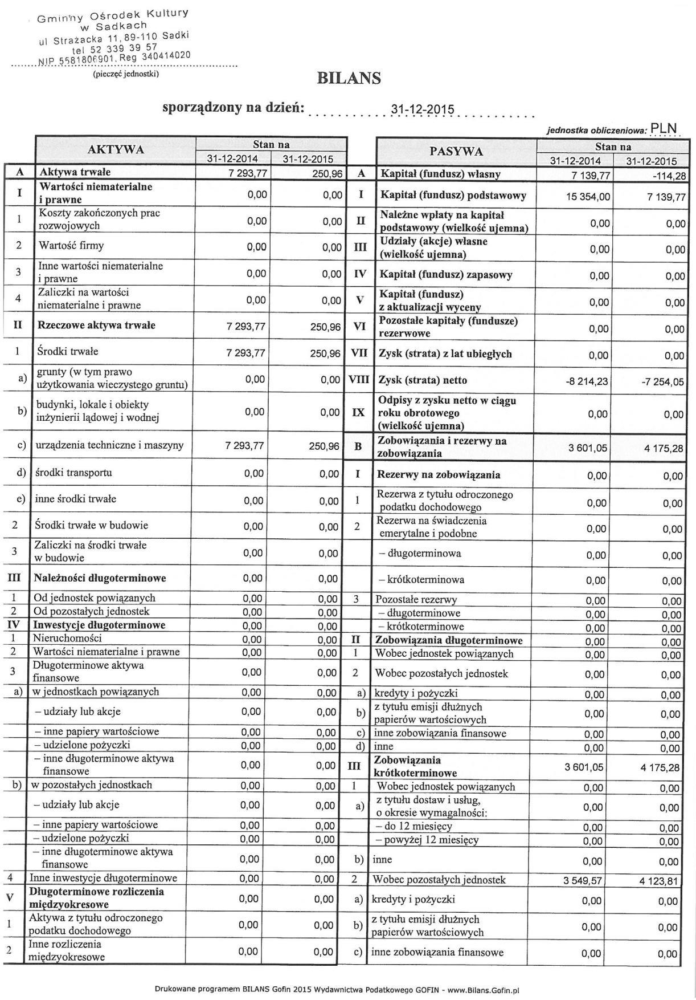 Gminny Ośrodek Kultury
w Sadkach
ul Strażacka 11, 89-110 Sadki
tel 52 339 39 57
NIP 5581806901, Reg 340414020
(pieczęć jednostki)
BILANS
sporządzony na dzień: 31-12-2015
jednostka obliczeniowa: PLN
AKTYWA Stan na PASYWA Stan na
31-12-2014 31-12-2015 31-12-2014 31-12-2015
A Aktywa trwałe 7 293,77 250,96 A Kapitał (fundusz) własny 7 139,77 -114,28
I Wartości niematerialne
i prawne 0,00 0,00 I Kapitał (fundusz) podstawowy 15 354,00 7 139,77
1 Koszty zakończonych prac
rozwojowych 0,00 0,00 II Należne wpłaty na kapitał
podstawowy (wielkość ujemna) 0,00 0,00
2 Wartość firmy 0,00 0,00 III Udziały (akcje) własne
(wielkość ujemna) 0,00 0,00
3 Inne wartości niematerialne
i prawne 0,00 0,00 IV Kapitał (fundusz) zapasowy 0,00 0,00
4 Zaliczki na wartości
niematerialne i prawne 0,00 0,00 V Kapitał (fundusz)
z aktualizacji wyceny 0,00 0,00
II Rzeczowe aktywa trwałe 7 293,77 250,96 VI Pozostałe kapitały (fundusze)
rezerwowe 0,00 0,00
1 Środki trwałe 7 293,77 250,96 VII Zysk (strata) z lat ubiegłych 0,00 0,00
a) grunty (w tym prawo
użytkowania wieczystego gruntu) 0,00 0,00 VIII Zysk (strata) netto -8 214,23 -7 254,05
b) budynki, lokale i obiekty
inżynierii lądowej i wodnej 0,00 0,00 IX Odpisy z zysku netto w ciągu
roku obrotowego
(wielkość ujemna) 0,00 0,00
c) urządzenia techniczne i maszyny 7 293,77 250,96 B Zobowiązania i rezerwy na
zobowiązania 3 601,05 4 175,28
d) środki transportu 0,00 0,00 I Rezerwy na zobowiązania 0,00 0,00
e) inne środki trwałe 0,00 0,00 1 Rezerwa z tytułu odroczonego
podatku dochodowego 0,00 0,00
2 Środki trwałe w budowie 0,00 0,00 2 Rezerwa na świadczenia
emerytalne i podobne 0,00 0,00
3 Zaliczki na środki trwałe
w budowie 0,00 0,00 – długoterminowa 0,00 0,00
III Należności długoterminowe 0,00 0,00 – krótkoterminowa 0,00 0,00
1 Od jednostek powiązanych 0,00 0,00 3 Pozostałe rezerwy 0,00 0,00
2 Od pozostałych jednostek 0,00 0,00 – długoterminowe 0,00 0,00
IV Inwestycje długoterminowe 0,00 0,00 – krótkoterminowe 0,00 0,00
1 Nieruchomości 0,00 0,00 II Zobowiązania długoterminowe 0,00 0,00
2 Wartości niematerialne i prawne 0,00 0,00 1 Wobec jednostek powiązanych 0,00 0,00
3 Długoterminowe aktywa
finansowe 0,00 0,00 2 Wobec pozostałych jednostek 0,00 0,00
a) w jednostkach powiązanych 0,00 0,00 a) kredyty i pożyczki 0,00 0,00
– udziały lub akcje 0,00 0,00 b) z tytułu emisji dłużnych
papierów wartościowych 0,00 0,00
– inne papiery wartościowe 0,00 0,00 c) inne zobowiązania finansowe 0,00 0,00
– udzielone pożyczki 0,00 0,00 d) inne 0,00 0,00
– inne długoterminowe aktywa
finansowe 0,00 0,00 III Zobowiązania
krótkoterminowe 3 601,05 4 175,28
b) w pozostałych jednostkach 0,00 0,00 1 Wobec jednostek powiązanych 0,00 0,00
– udziały lub akcje 0,00 0,00 a) z tytułu dostaw i usług,
o okresie wymagalności: 0,00 0,00
– inne papiery wartościowe 0,00 0,00 – do 12 miesięcy 0,00 0,00
– udzielone pożyczki 0,00 0,00 – powyżej 12 miesięcy 0,00 0,00
– inne długoterminowe aktywa
finansowe 0,00 0,00 b) inne 0,00 0,00
4 Inne inwestycje długoterminowe 0,00 0,00 2 Wobec pozostałych jednostek 3 549,57 4 123,81
V Długoterminowe rozliczenia
międzyokresowe 0,00 0,00 a) kredyty i pożyczki 0,00 0,00
1 Aktywa z tytułu odroczonego
podatku dochodowego 0,00 0,00 b) z tytułu emisji dłużnych
papierów wartościowych 0,00 0,00
2 Inne rozliczenia
międzyokresowe 0,00 0,00 c) inne zobowiązania finansowe 0,00 0,00
Drukowane programem BILANS Gofin 2015 Wydawnictwa Podatkowego GOFIN - www.Bilans.Gofin.pl